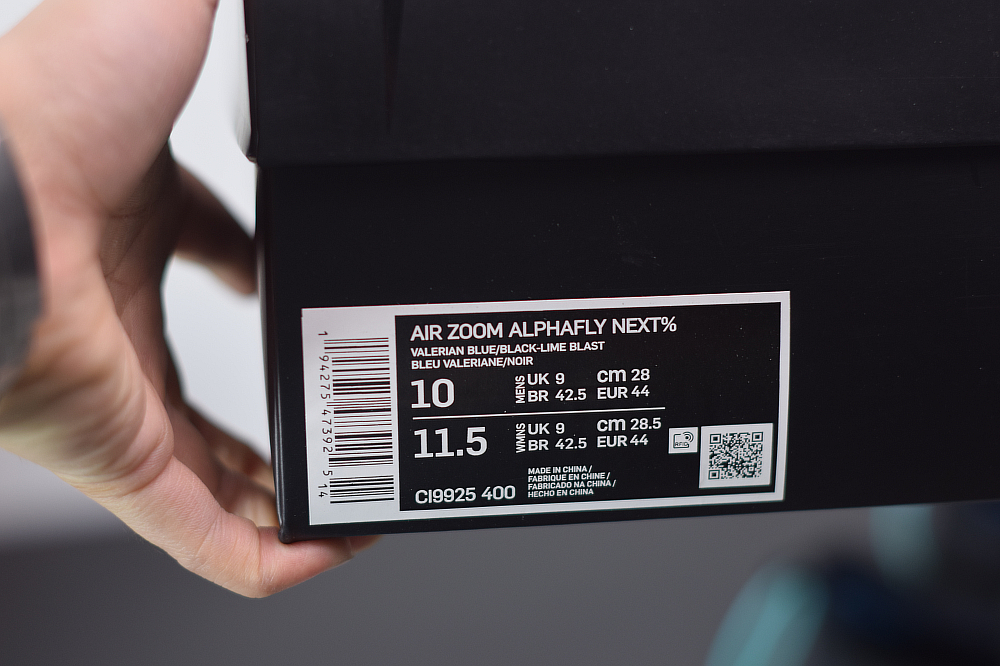 AIR ZOOM ALPHAFLY NEXT%
VALERIAN BLUE/BLACK-LIME BLAST
BLEU VALERIANE/NOIR
10 MENS UK 9 cm 28
BR 42.5 EUR 44
11.5 WMNS UK 9 cm 28.5
BR 42.5 EUR 44
RFID
CI9925 400
MADE IN CHINA /
FABRIQUE EN CHINE /
FABRICADO NA CHINA /
HECHO EN CHINA
1 94275 47392 5 14